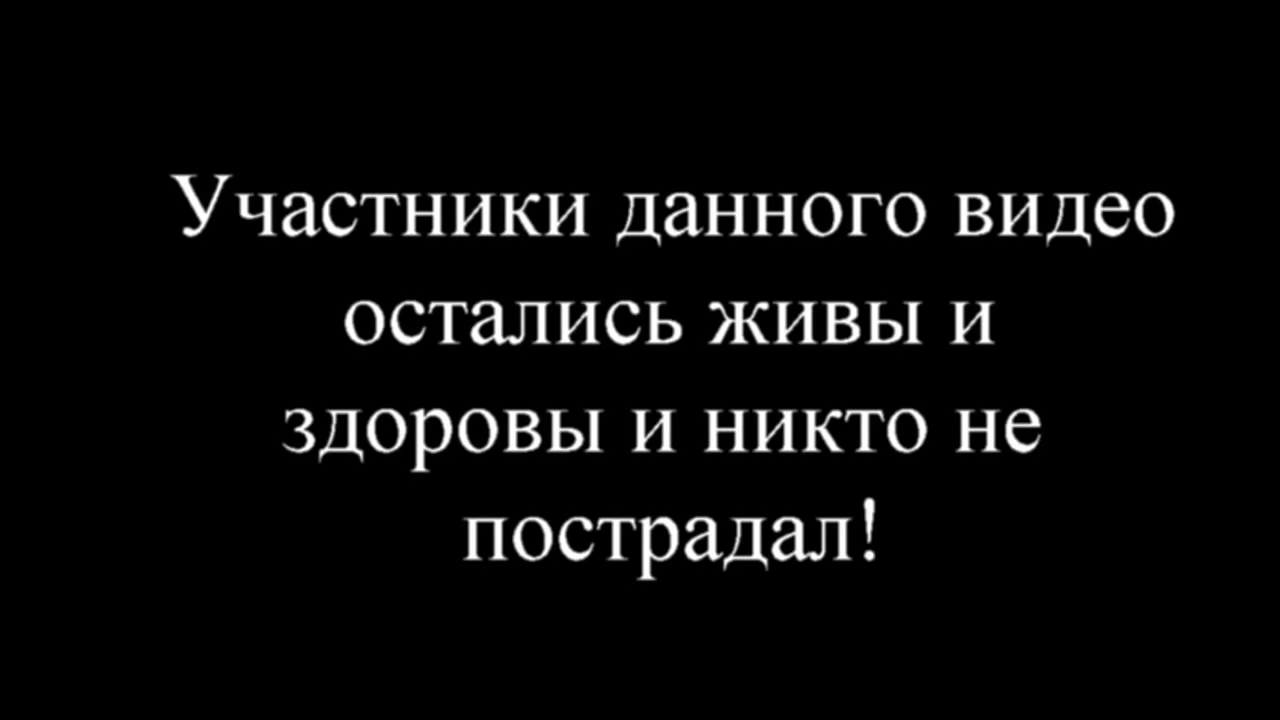 Участники данного видео
остались живы и
здоровы и никто не
пострадал!